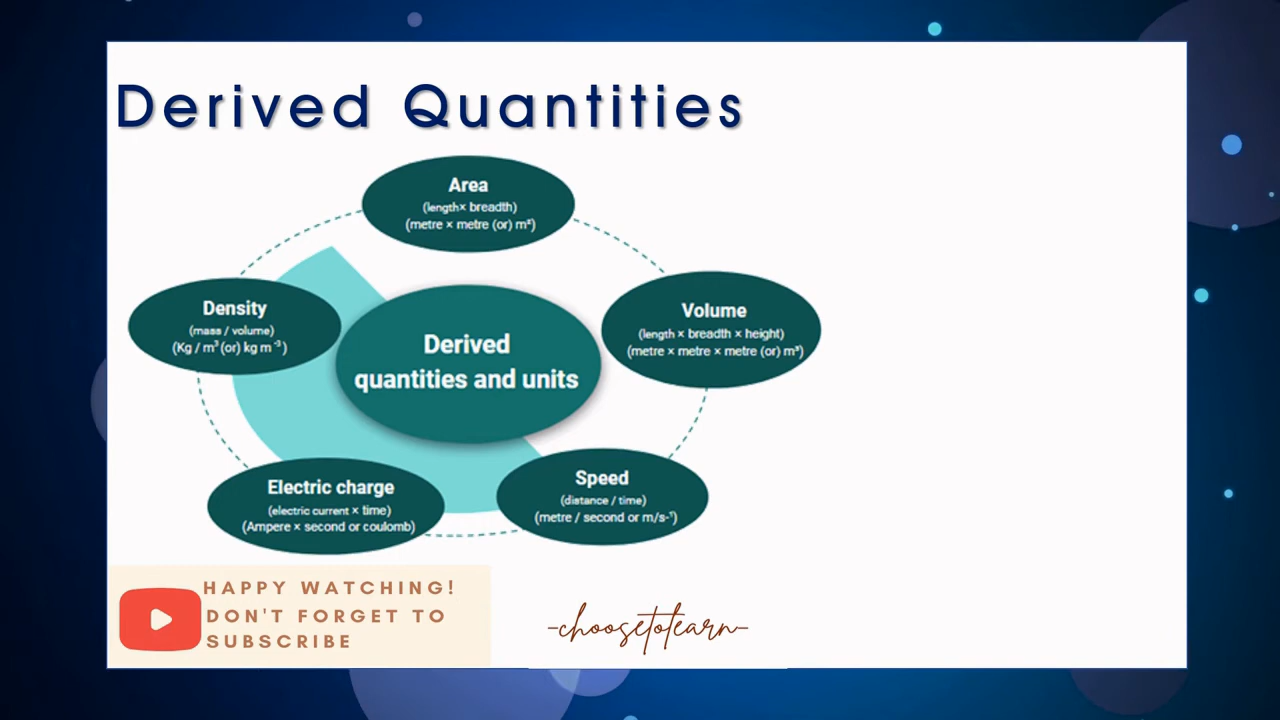 Derived Quantities
Area
(length× breadth)
(metre × metre (or) m²)
Density
(mass / volume)
(Kg / m³ (or) kg m ⁻³ )
Volume
(length × breadth × height)
(metre × metre × metre (or) m³)
Derived
quantities and units
Electric charge
(electric current × time)
(Ampere × second or coulomb)
Speed
(distance / time)
(metre / second or m/s-¹)
HAPPY WATCHING!
DON'T FORGET TO
SUBSCRIBE
-choosetolearn-